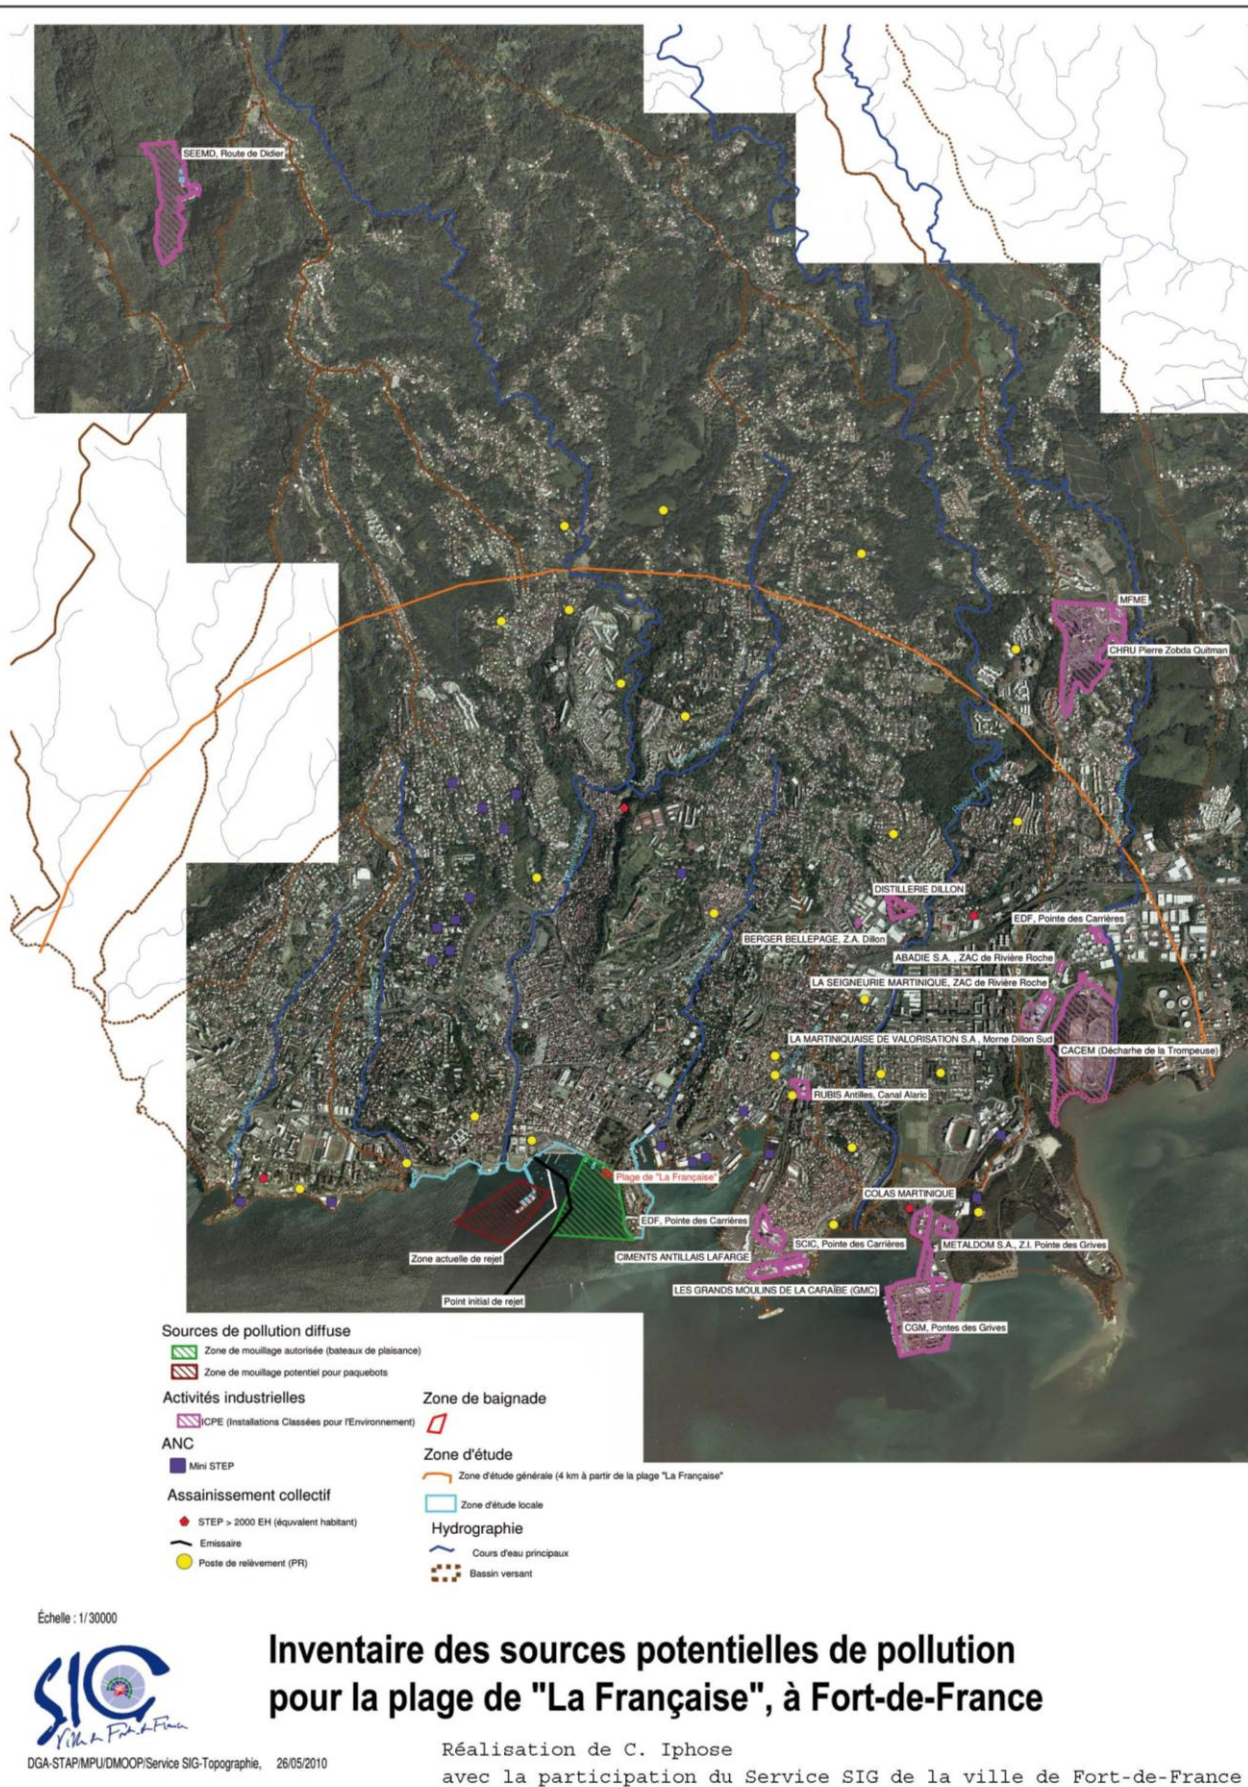 SEEMD, Route de Didier
MFME
CHRU Pierre Zobda Quitman
DISTILLERIE DILLON
EDF, Pointe des Carrières
BERGER BELLEPAGE, Z.A. Dillon
ABADIE S.A. , ZAC de Rivière Roche
LA SEIGNEURIE MARTINIQUE, ZAC de Rivière Roche
LA MARTINIQUAISE DE VALORISATION S.A , Morne Dillon Sud
CACEM (Décharhe de la Trompeuse)
RUBIS Antilles, Canal Alaric
Plage de "La Française"
COLAS MARTINIQUE
EDF, Pointe des Carrières
SCIC, Pointe des Carrières
METALDOM S.A., Z.I. Pointe des Grives
CIMENTS ANTILLAIS LAFARGE
Zone actuelle de rejet
LES GRANDS MOULINS DE LA CARAÏBE (GMC)
Point initial de rejet
CGM, Pontes des Grives
Sources de pollution diffuse
Zone de mouillage autorisée (bateaux de plaisance)
Zone de mouillage potentiel pour paquebots
Activités industrielles
ICPE (Installations Classées pour l'Environnement)
ANC
Mini STEP
Assainissement collectif
STEP > 2000 EH (équvalent habitant)
Emissaire
Poste de relèvement (PR)
Zone de baignade
Zone d'étude
Zone d'étude générale (4 km à partir de la plage "La Française"
Zone d'étude locale
Hydrographie
Cours d'eau principaux
Bassin versant
Échelle : 1/30000
SIG
Ville de Fort-de-France
DGA-STAP/MPU/DMOOP/Service SIG-Topographie, 26/05/2010
Inventaire des sources potentielles de pollution
pour la plage de "La Française", à Fort-de-France
Réalisation de C. Iphose
avec la participation du Service SIG de la ville de Fort-de-France